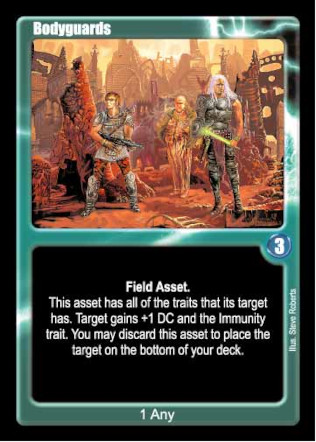 Bodyguards
3
Field Asset.
This asset has all of the traits that its target
has. Target gains +1 DC and the Immunity
trait. You may discard this asset to place the
target on the bottom of your deck.
Illus. Steve Roberts
1 Any